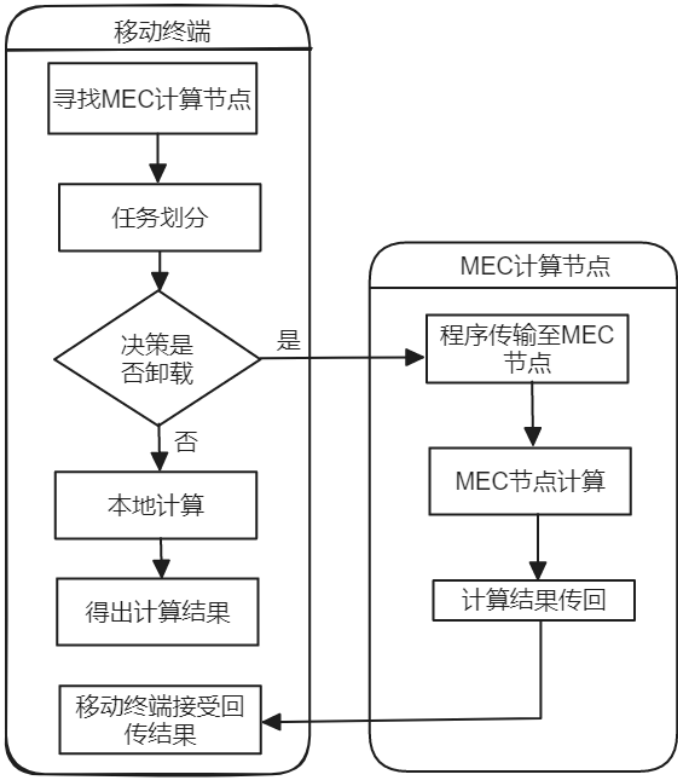 移动终端
寻找MEC计算节点
任务划分
决策是
否卸载
是
否
本地计算
得出计算结果
移动终端接受回
传结果
MEC计算节点
程序传输至MEC
节点
MEC节点计算
计算结果传回